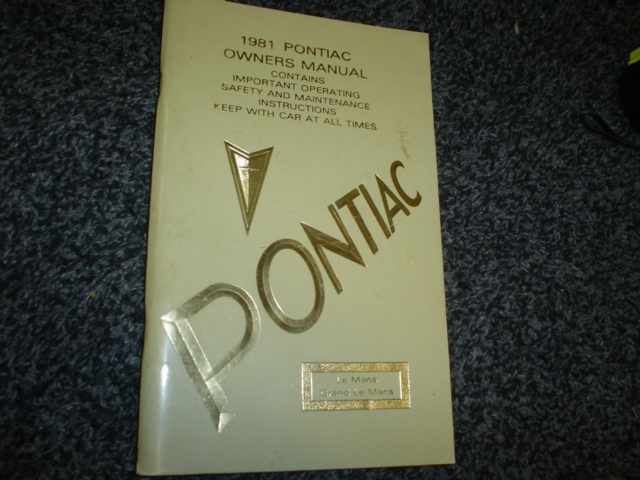 1981 PONTIAC
OWNERS MANUAL
CONTAINS
IMPORTANT OPERATING
SAFETY AND MAINTENANCE
INSTRUCTIONS
KEEP WITH CAR AT ALL TIMES
PONTIAC
Le Mans
Grand Le Mans